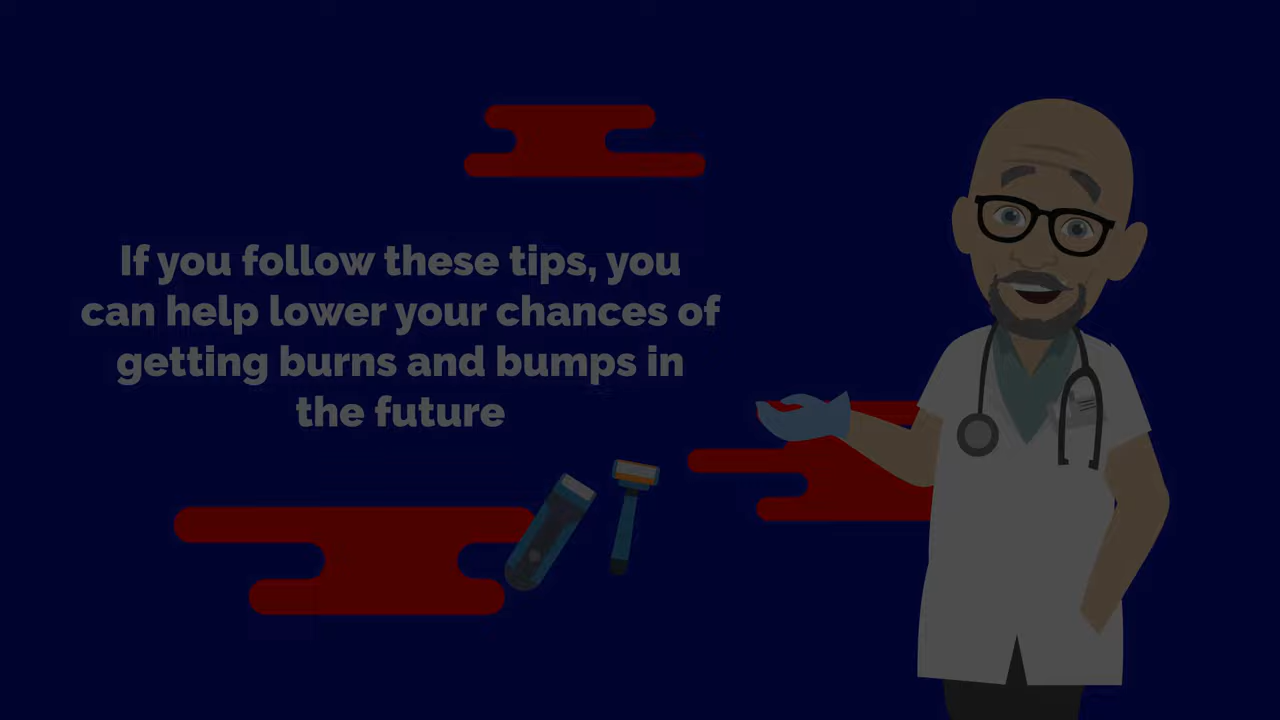 If you follow these tips, you
can help lower your chances of
getting burns and bumps in
the future